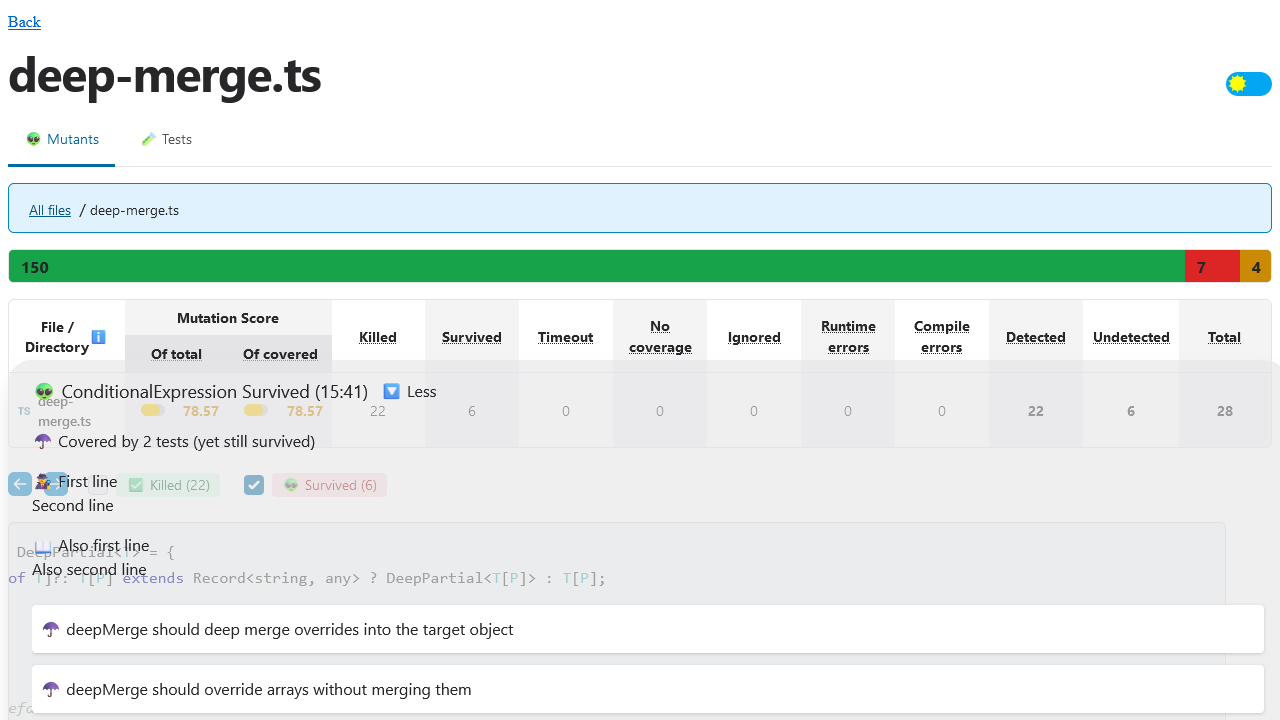 Back
deep-merge.ts
Mutants
Tests
All files / deep-merge.ts
150
7
4
File / Directory
Mutation Score
Of total
Of covered
Killed
Survived
Timeout
No coverage
Ignored
Runtime errors
Compile errors
Detected
Undetected
Total
ConditionalExpression Survived (15:41)
Less
TS
deep-merge.ts
78.57
78.57
22
6
0
0
0
0
0
22
6
28
Covered by 2 tests (yet still survived)
First line
Second line
Killed (22)
Survived (6)
Also first line
Also second line
DeepPartial<T> = {
of T]?: T[P] extends Record<string, any> ? DeepPartial<T[P]> : T[P];
deepMerge should deep merge overrides into the target object
deepMerge should override arrays without merging them